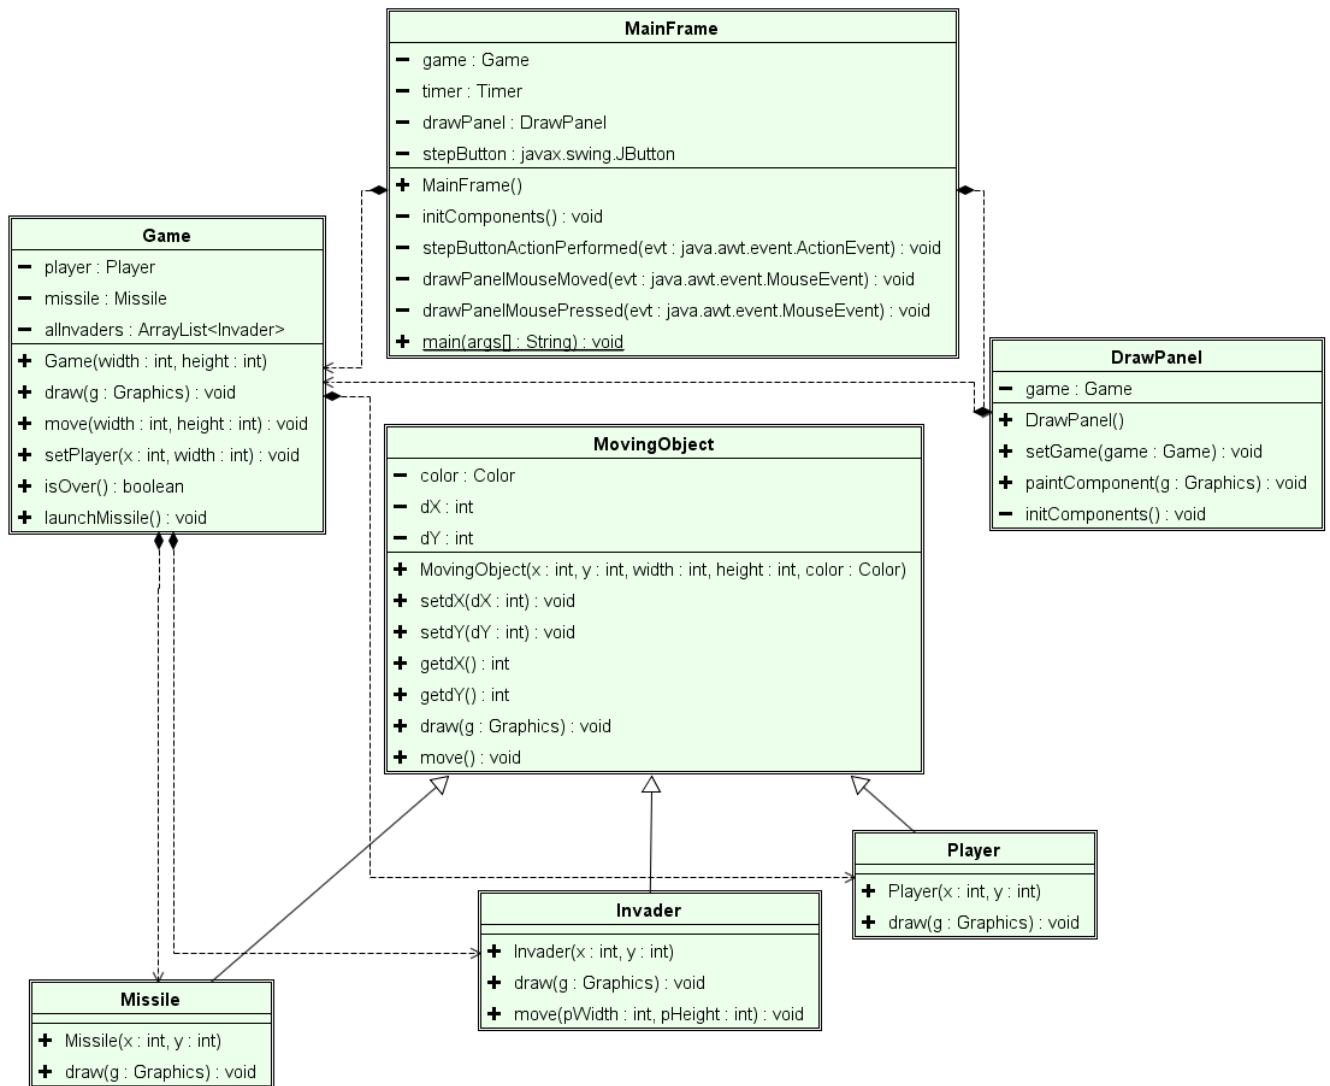 MainFrame
- game : Game
- timer : Timer
- drawPanel : DrawPanel
- stepButton : javax.swing.JButton
+ MainFrame()
- initComponents() : void
- stepButtonActionPerformed(evt : java.awt.event.ActionEvent) : void
- drawPanelMouseMoved(evt : java.awt.event.MouseEvent) : void
- drawPanelMousePressed(evt : java.awt.event.MouseEvent) : void
+ main(args[] : String) : void
Game
- player : Player
- missile : Missile
- allInvaders : ArrayList<Invader>
+ Game(width : int, height : int)
+ draw(g : Graphics) : void
+ move(width : int, height : int) : void
+ setPlayer(x : int, width : int) : void
+ isOver() : boolean
+ launchMissile() : void
DrawPanel
- game : Game
+ DrawPanel()
+ setGame(game : Game) : void
+ paintComponent(g : Graphics) : void
- initComponents() : void
MovingObject
- color : Color
- dX : int
- dY : int
+ MovingObject(x : int, y : int, width : int, height : int, color : Color)
+ setdX(dX : int) : void
+ setdY(dY : int) : void
+ getdX() : int
+ getdY() : int
+ draw(g : Graphics) : void
+ move() : void
Player
+ Player(x : int, y : int)
+ draw(g : Graphics) : void
Invader
+ Invader(x : int, y : int)
+ draw(g : Graphics) : void
+ move(pWidth : int, pHeight : int) : void
Missile
+ Missile(x : int, y : int)
+ draw(g : Graphics) : void